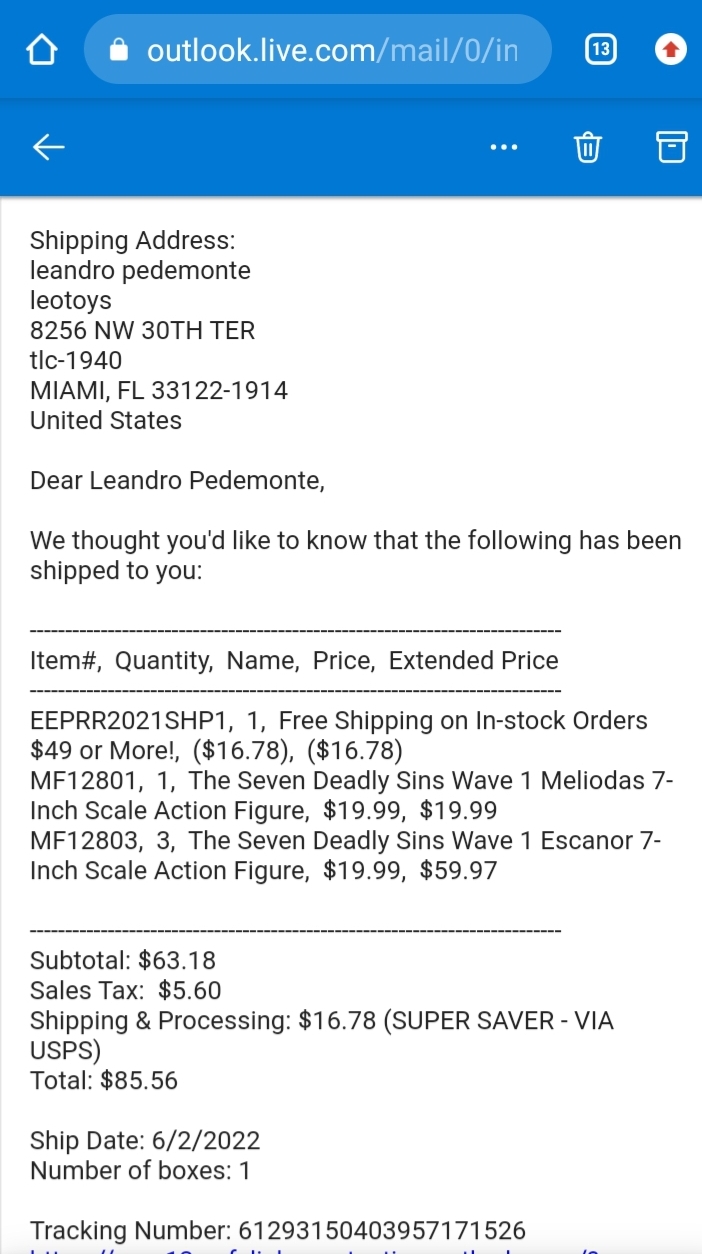 outlook.live.com/mail/0/in
13
Shipping Address:
leandro pedemonte
leotoys
8256 NW 30TH TER
tlc-1940
MIAMI, FL 33122-1914
United States
Dear Leandro Pedemonte,
We thought you'd like to know that the following has been
shipped to you:
--------------------------------------------------------------------------
Item#,  Quantity,  Name,  Price,  Extended Price
--------------------------------------------------------------------------
EEPRR2021SHP1,  1,  Free Shipping on In-stock Orders
$49 or More!,  ($16.78),  ($16.78)
MF12801,  1,  The Seven Deadly Sins Wave 1 Meliodas 7-
Inch Scale Action Figure,  $19.99,  $19.99
MF12803,  3,  The Seven Deadly Sins Wave 1 Escanor 7-
Inch Scale Action Figure,  $19.99,  $59.97
--------------------------------------------------------------------------
Subtotal: $63.18
Sales Tax:  $5.60
Shipping & Processing: $16.78 (SUPER SAVER - VIA
USPS)
Total: $85.56
Ship Date: 6/2/2022
Number of boxes: 1
Tracking Number: 61293150403957171526